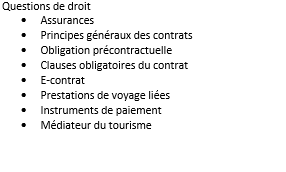 Questions de droit
• Assurances
• Principes généraux des contrats
• Obligation précontractuelle
• Clauses obligatoires du contrat
• E-contrat
• Prestations de voyage liées
• Instruments de paiement
• Médiateur du tourisme